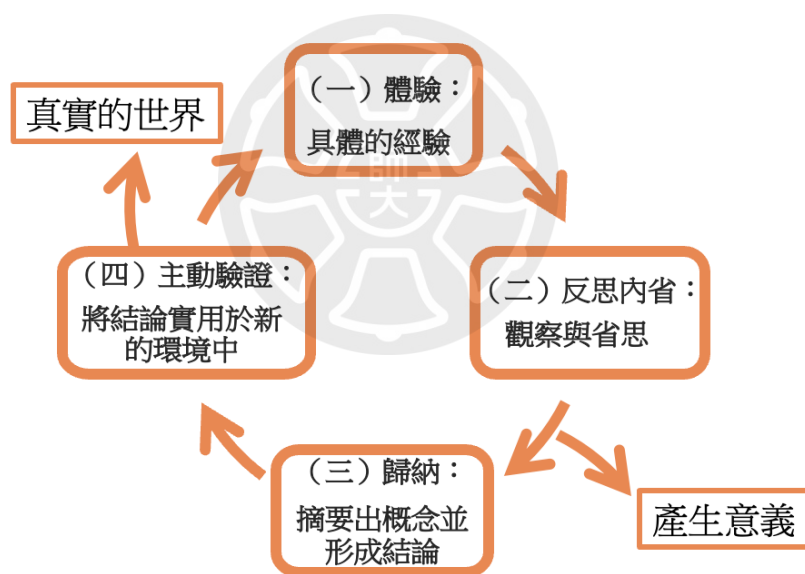 （一）體驗：
具體的經驗
真實的世界
師
大
（四）主動驗證：
將結論實用於新
的環境中
（二）反思內省：
觀察與省思
（三）歸納：
摘要出概念並
形成結論
產生意義